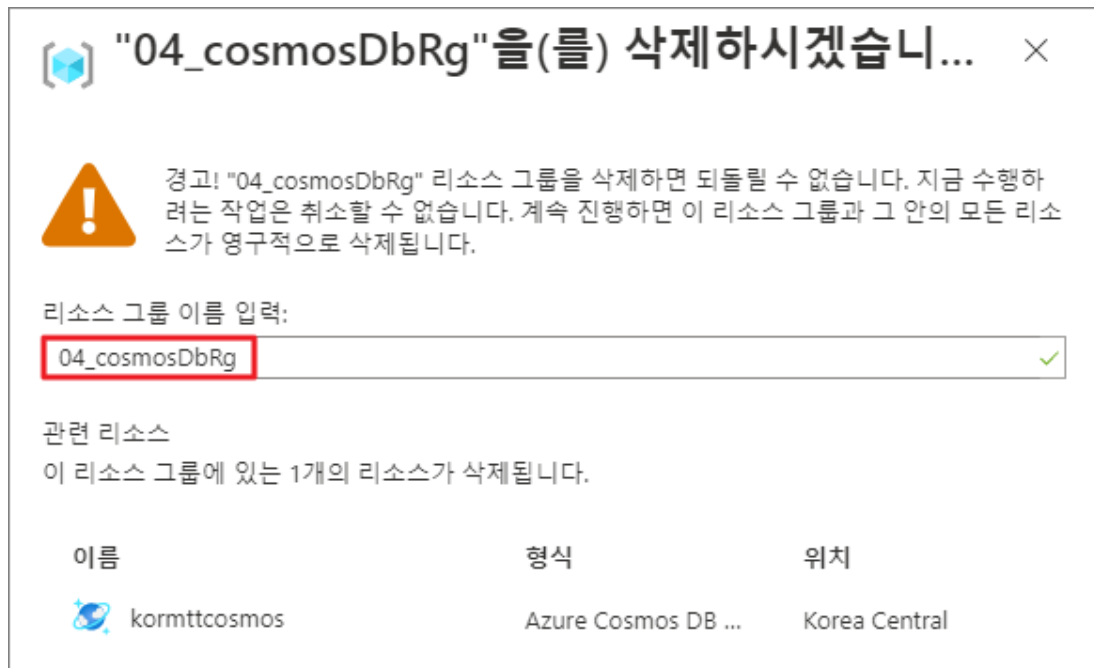 "04_cosmosDbRg"을(를) 삭제하시겠습니...
경고! "04_cosmosDbRg" 리소스 그룹을 삭제하면 되돌릴 수 없습니다. 지금 수행하
려는 작업은 취소할 수 없습니다. 계속 진행하면 이 리소스 그룹과 그 안의 모든 리소
스가 영구적으로 삭제됩니다.
리소스 그룹 이름 입력:
04_cosmosDbRg
관련 리소스
이 리소스 그룹에 있는 1개의 리소스가 삭제됩니다.
이름 형식 위치
kormttcosmos Azure Cosmos DB ... Korea Central